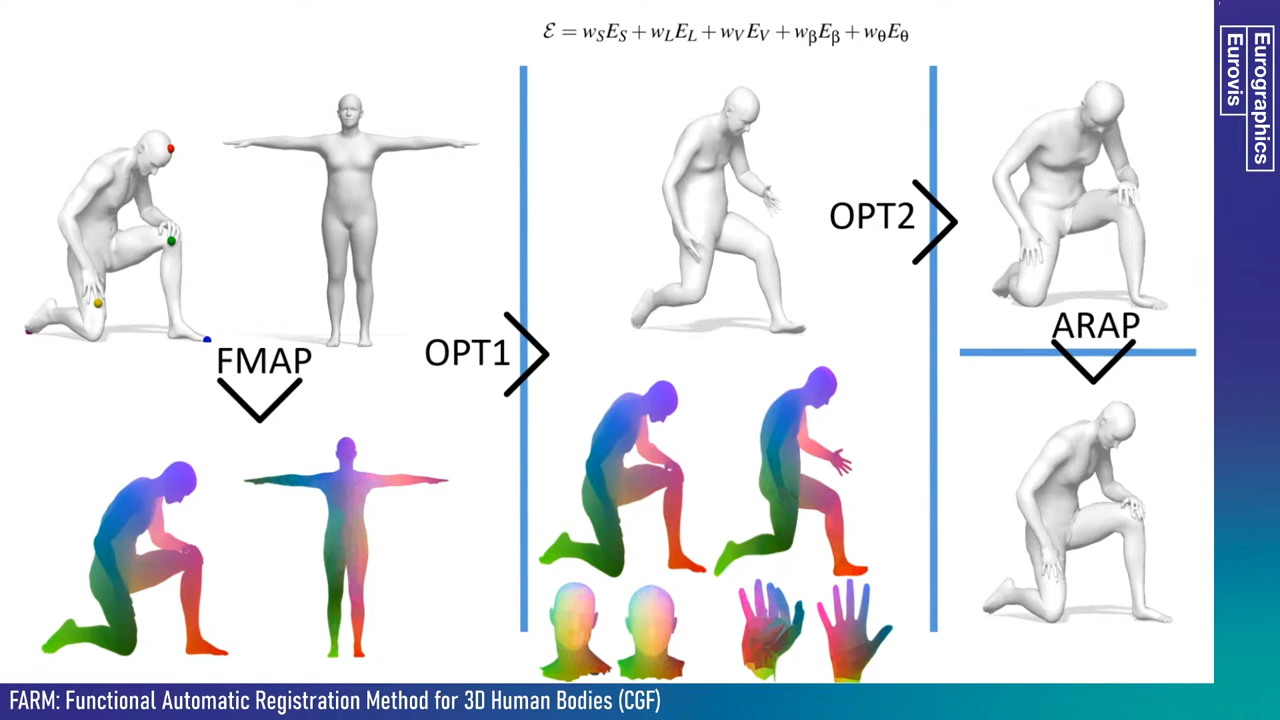 ℰ = w_S E_S + w_L E_L + w_V E_V + w_β E_β + w_θ E_θ
Eurographics
Eurovis
OPT2
ARAP
OPT1
FMAP
FARM: Functional Automatic Registration Method for 3D Human Bodies (CGF)